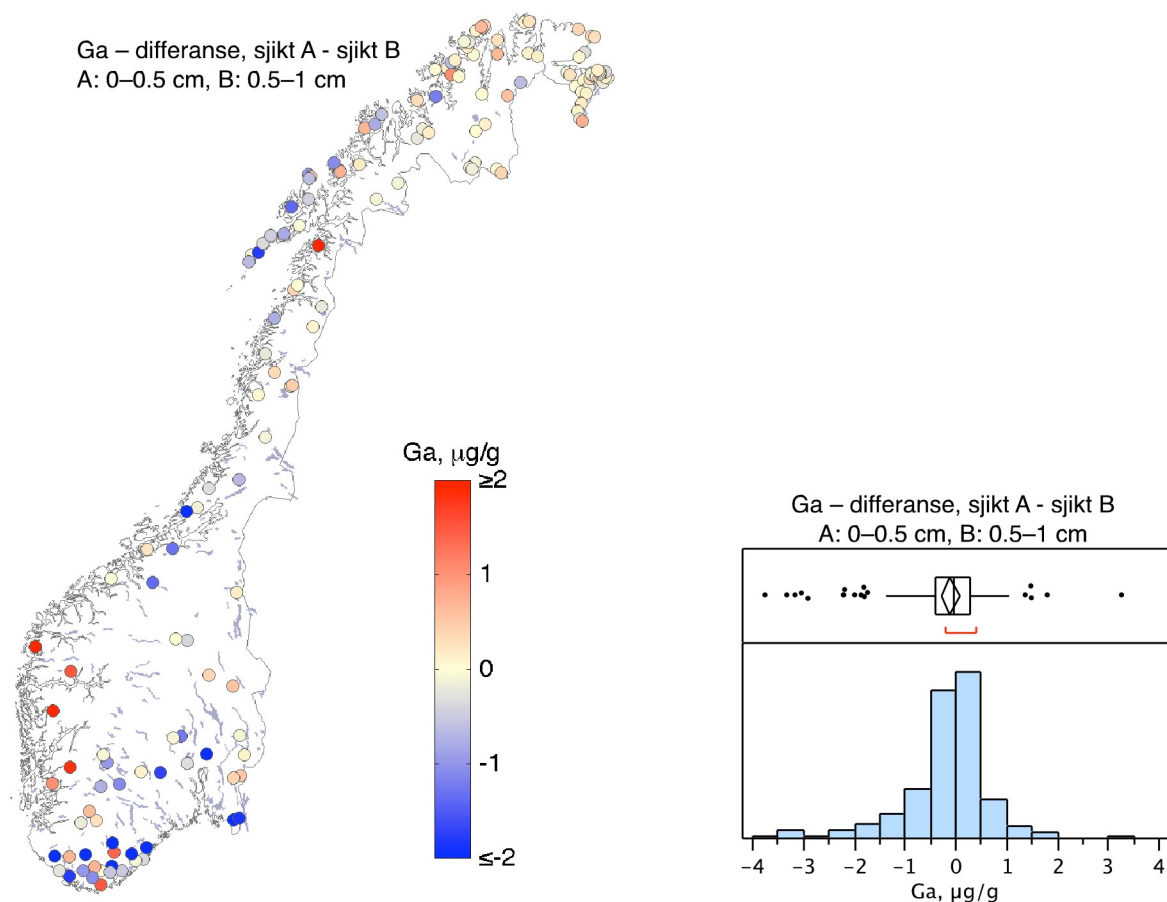 Ga – differanse, sjikt A - sjikt B
A: 0–0.5 cm, B: 0.5–1 cm
Ga, µg/g
≥2
1
0
-1
≤-2
Ga – differanse, sjikt A - sjikt B
A: 0–0.5 cm, B: 0.5–1 cm
−4 −3 −2 −1 0 1 2 3 4
Ga, µg/g